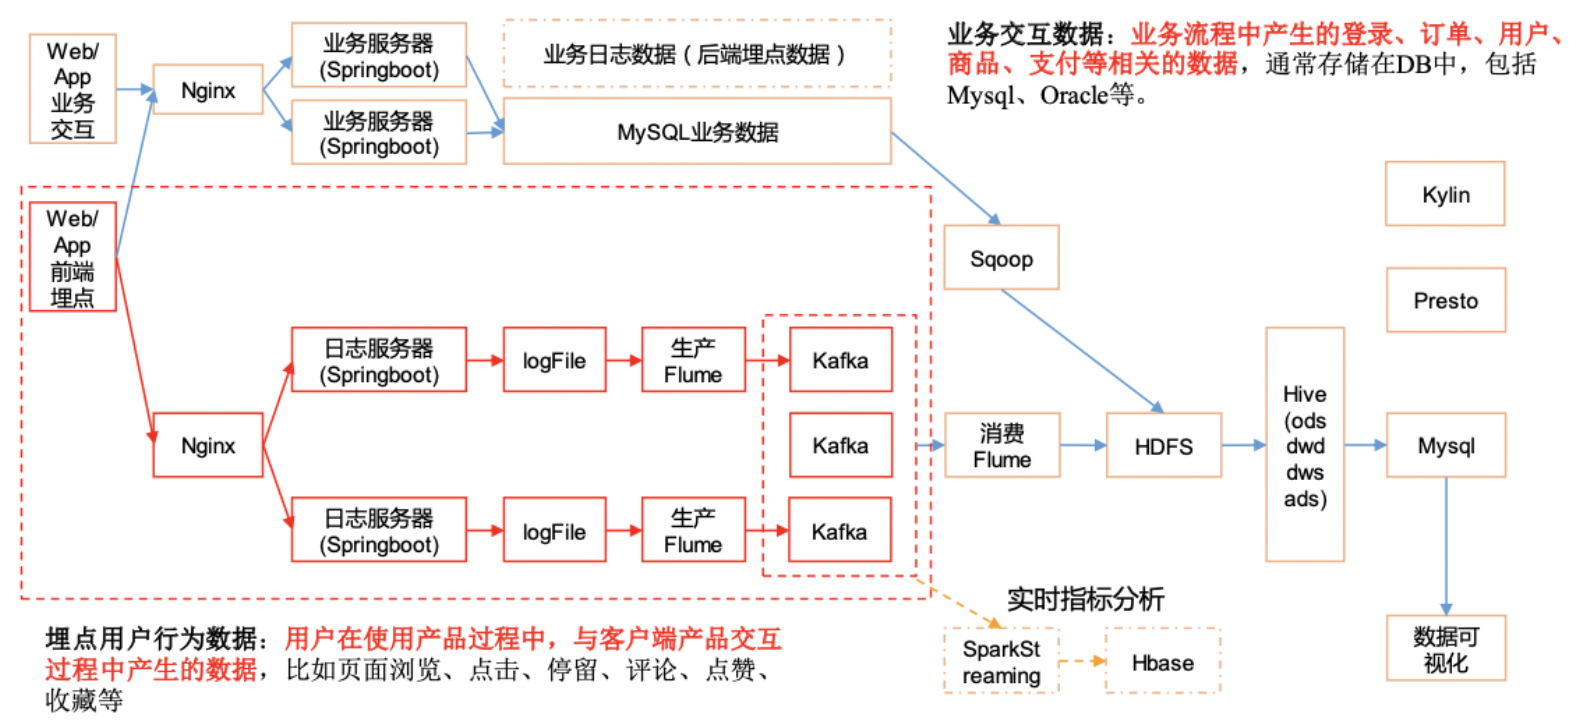 Web/
App
业务
交互
Nginx
业务服务器
(Springboot)
业务服务器
(Springboot)
业务日志数据（后端埋点数据）
MySQL业务数据
业务交互数据：业务流程中产生的登录、订单、用户、
商品、支付等相关的数据，通常存储在DB中，包括
Mysql、Oracle等。
Web/
App
前端
埋点
Nginx
日志服务器
(Springboot)
logFile
生产
Flume
Kafka
Kafka
日志服务器
(Springboot)
logFile
生产
Flume
Kafka
Sqoop
消费
Flume
HDFS
Hive
(ods
dwd
dws
ads)
Kylin
Presto
Mysql
数据可
视化
实时指标分析
SparkSt
reaming
Hbase
埋点用户行为数据：用户在使用产品过程中，与客户端产品交互
过程中产生的数据，比如页面浏览、点击、停留、评论、点赞、
收藏等